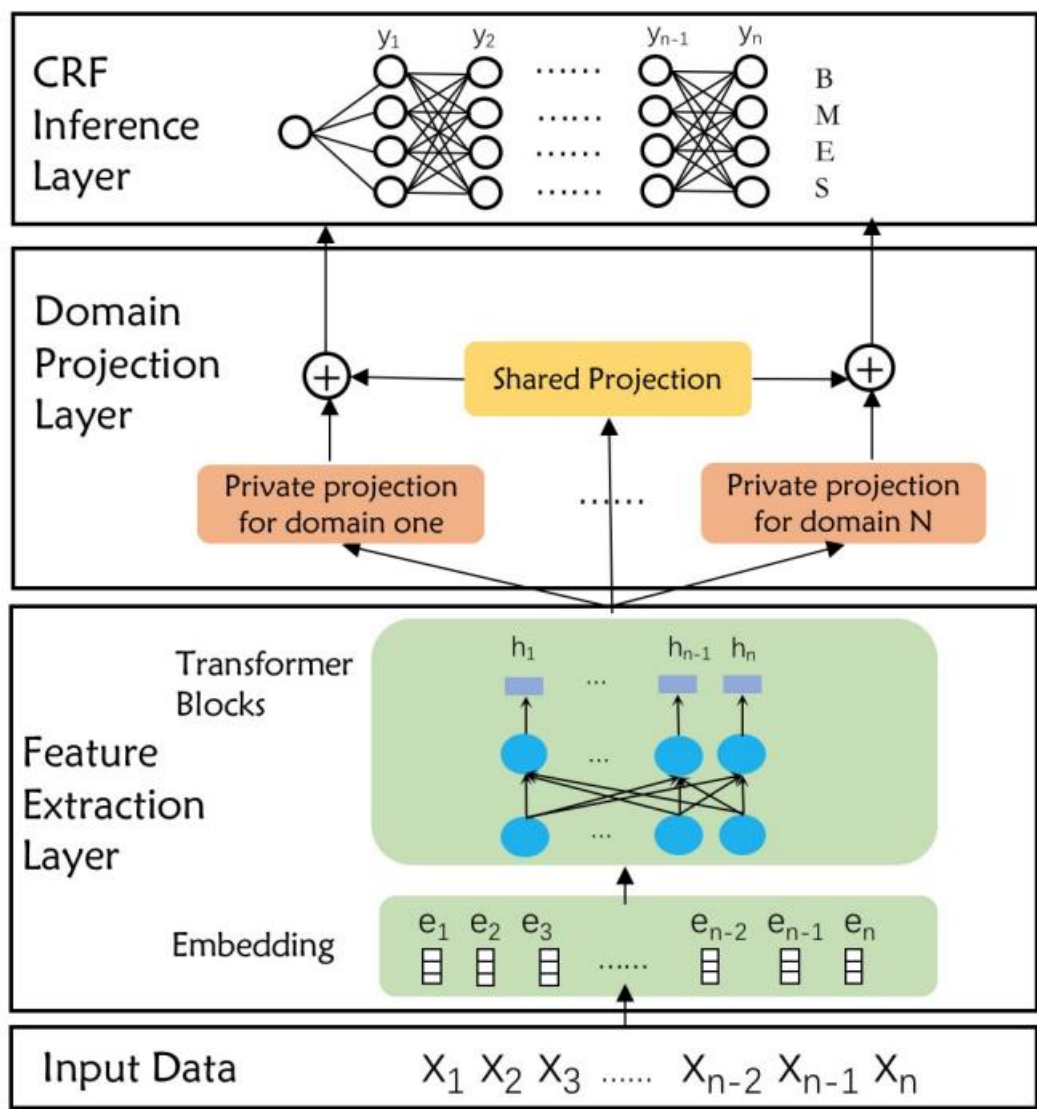 CRF
Inference
Layer
y1 y2 ...... yn-1 yn
B
...... M
...... E
...... S
Domain
Projection
Layer
+ Shared Projection +
Private projection
for domain one
......
Private projection
for domain N
Transformer
Blocks
h1 ... hn-1 hn
...
...
Feature
Extraction
Layer
Embedding
e1 e2 e3 ...... en-2 en-1 en
Input Data X1 X2 X3 ...... Xn-2 Xn-1 Xn